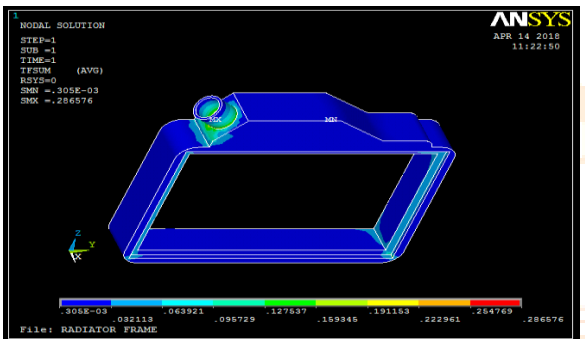 1
NODAL SOLUTION
STEP=1
SUB =1
TIME=1
TFSUM (AVG)
RSYS=0
SMN =.305E-03
SMX =.286576
ANSYS
APR 14 2018
11:22:50
MX
MN
Z
Y
X
.305E-03 .063921 .127537 .191153 .254769
.032113 .095729 .159345 .222961 .286576
File: RADIATOR FRAME